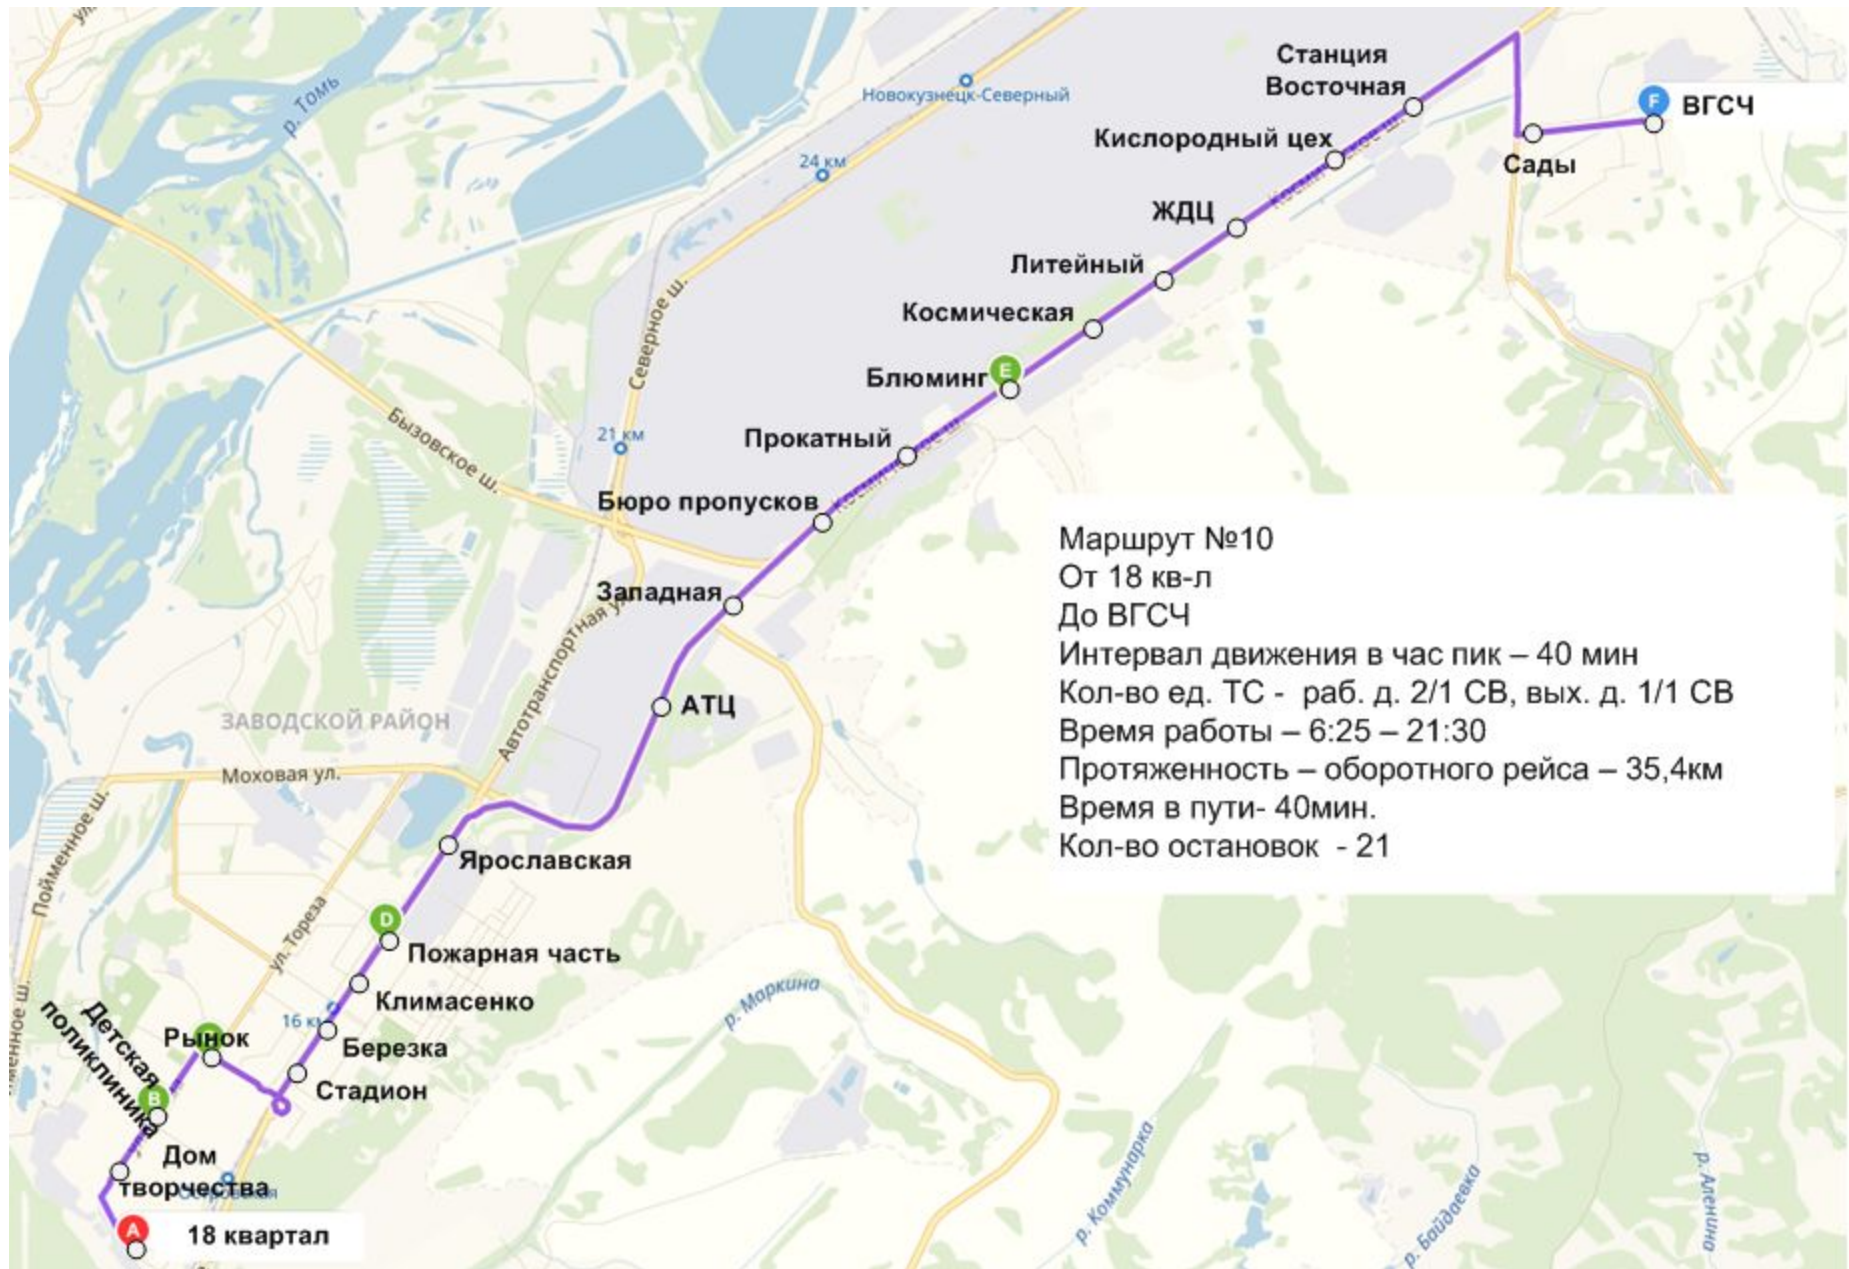 Станция
Восточная
F
ВГСЧ
р. Томь
Новокузнецк-Северный
Кислородный цех
Сады
24 км
ЖДЦ
Литейный
Северное ш.
Космическая
E
Блюминг
Бызовское ш.
21 км
Прокатный
Бюро пропусков
Маршрут №10
От 18 кв-л
До ВГСЧ
Интервал движения в час пик – 40 мин
Кол-во ед. ТС - раб. д. 2/1 СВ, вых. д. 1/1 СВ
Время работы – 6:25 – 21:30
Протяженность – оборотного рейса – 35,4км
Время в пути- 40мин.
Кол-во остановок - 21
Западная
Автотранспортная
ЗАВОДСКОЙ РАЙОН
АТЦ
Моховая ул.
Пойменное ш.
Ярославская
ул. Тореза
D
Пожарная часть
Климасенко
р. Маркина
16 км
Детская
поликлиника
Рынок
Березка
Стадион
B
Дом
творчества
A
18 квартал
р. Коммунарка
р. Байдаевка
р. Аленино